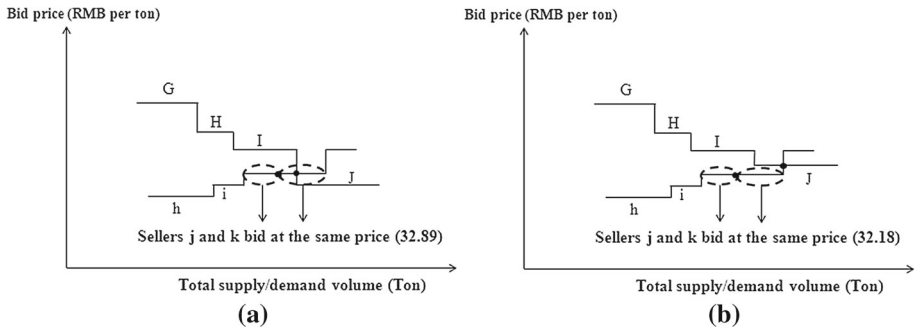 Bid price (RMB per ton)
G
H
I
J
i
h
Sellers j and k bid at the same price (32.89)
Total supply/demand volume (Ton)
(a)
Bid price (RMB per ton)
G
H
I
J
i
h
Sellers j and k bid at the same price (32.18)
Total supply/demand volume (Ton)
(b)